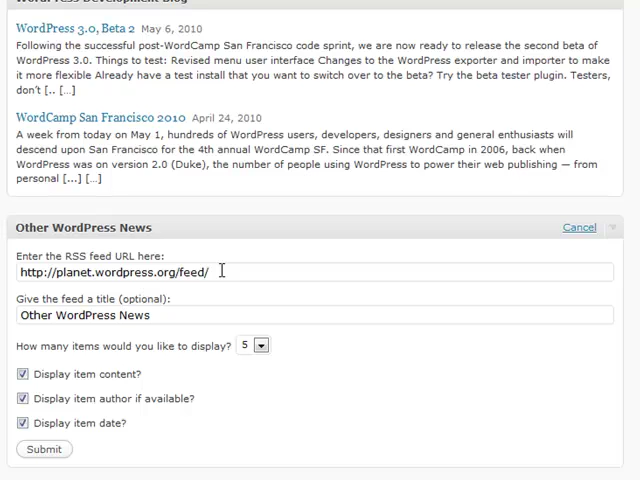 WordPress Development Blog
WordPress 3.0, Beta 2 May 6, 2010
Following the successful post-WordCamp San Francisco code sprint, we are now ready to release the second beta of
WordPress 3.0. Things to test: Revised menu user interface Changes to the WordPress exporter and importer to make
it more flexible Already have a test install that you want to switch over to the beta? Try the beta tester plugin. Testers,
don't [.. [...]
WordCamp San Francisco 2010 April 24, 2010
A week from today on May 1, hundreds of WordPress users, developers, designers and general enthusiasts will
descend upon San Francisco for the 4th annual WordCamp SF. Since that first WordCamp in 2006, back when
WordPress was on version 2.0 (Duke), the number of people using WordPress to power their web publishing — from
personal [...] [...]
Other WordPress News
Cancel
Enter the RSS feed URL here:
http://planet.wordpress.org/feed/
Give the feed a title (optional):
Other WordPress News
How many items would you like to display? 5
Display item content?
Display item author if available?
Display item date?
Submit